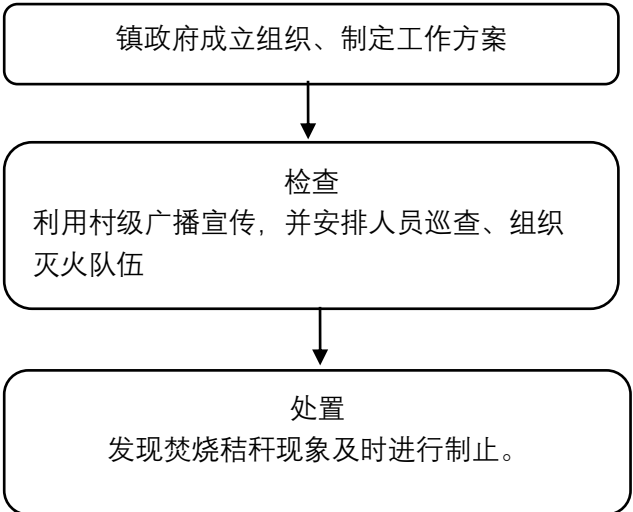 镇政府成立组织、制定工作方案
检查
利用村级广播宣传，并安排人员巡查、组织
灭火队伍
处置
发现焚烧秸秆现象及时进行制止。